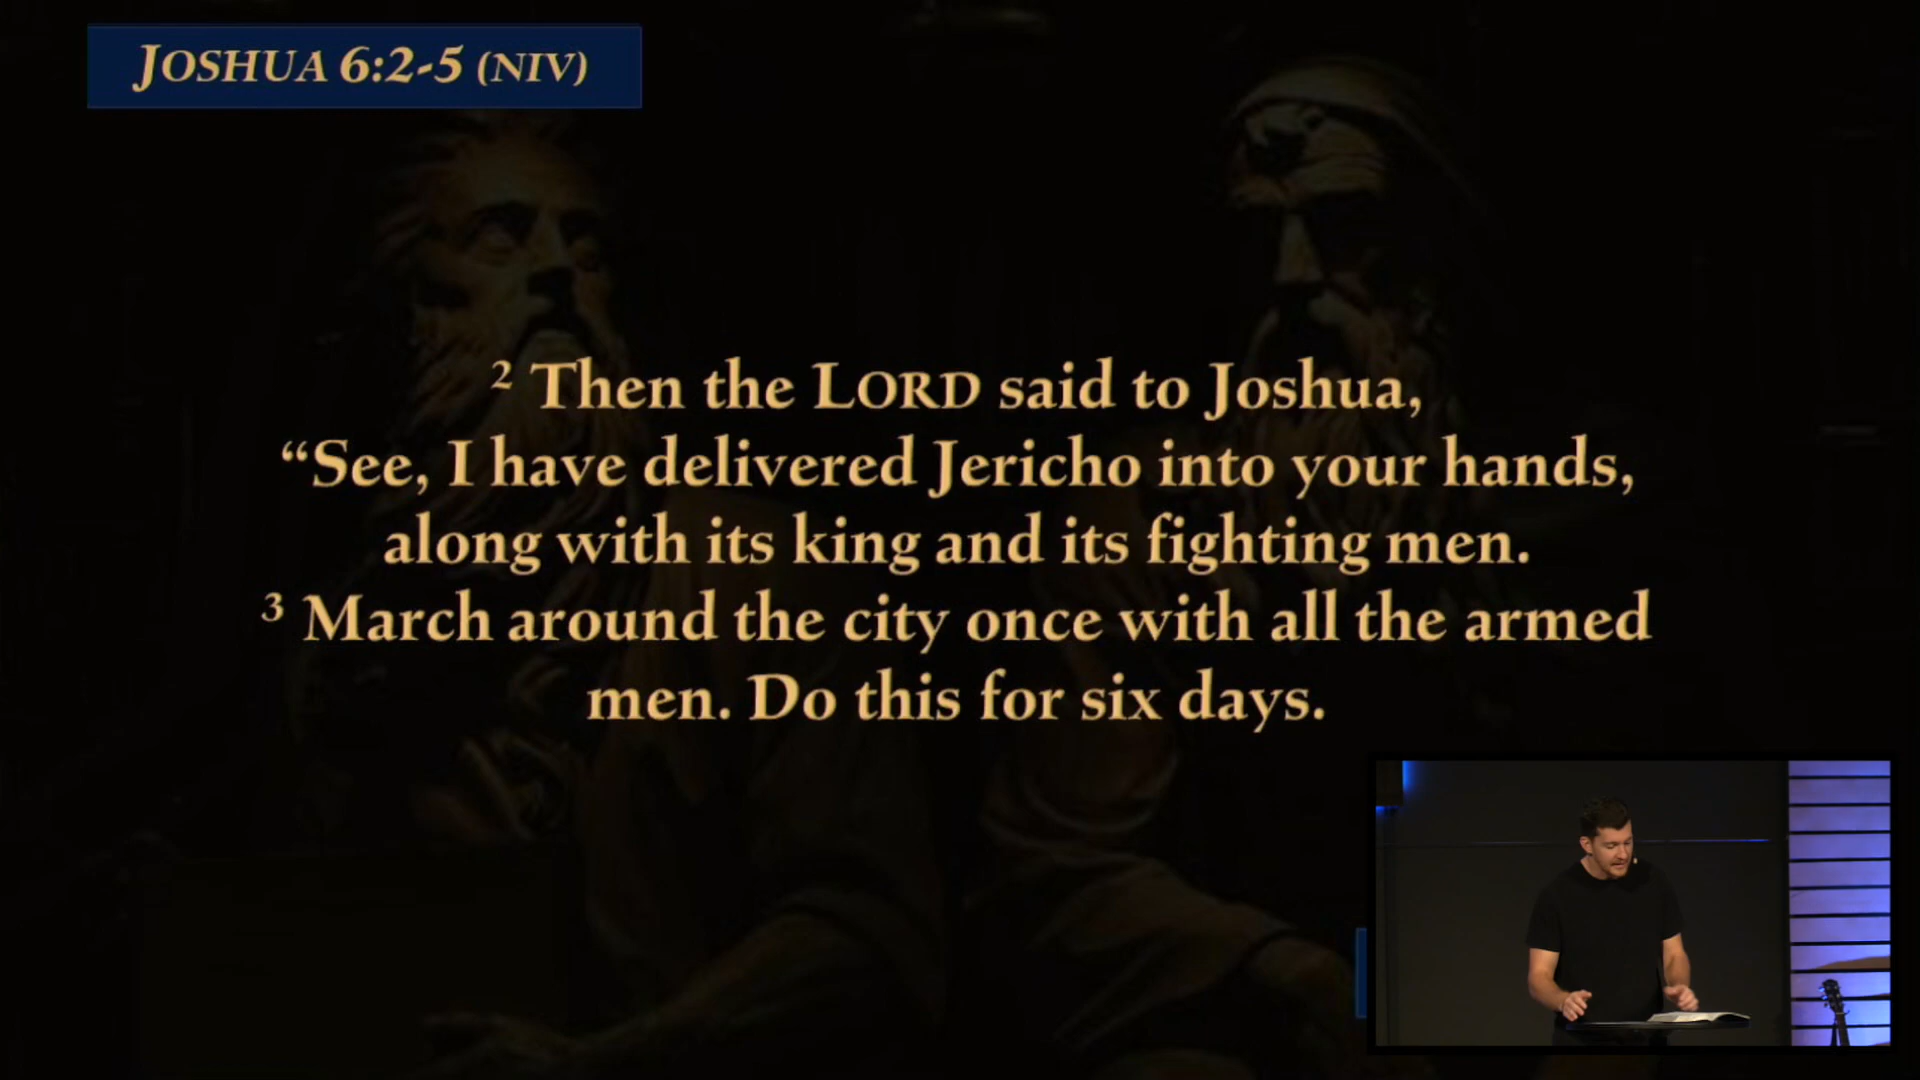 JOSHUA 6:2-5 (NIV)
² Then the LORD said to Joshua,
“See, I have delivered Jericho into your hands,
along with its king and its fighting men.
³ March around the city once with all the armed
men. Do this for six days.